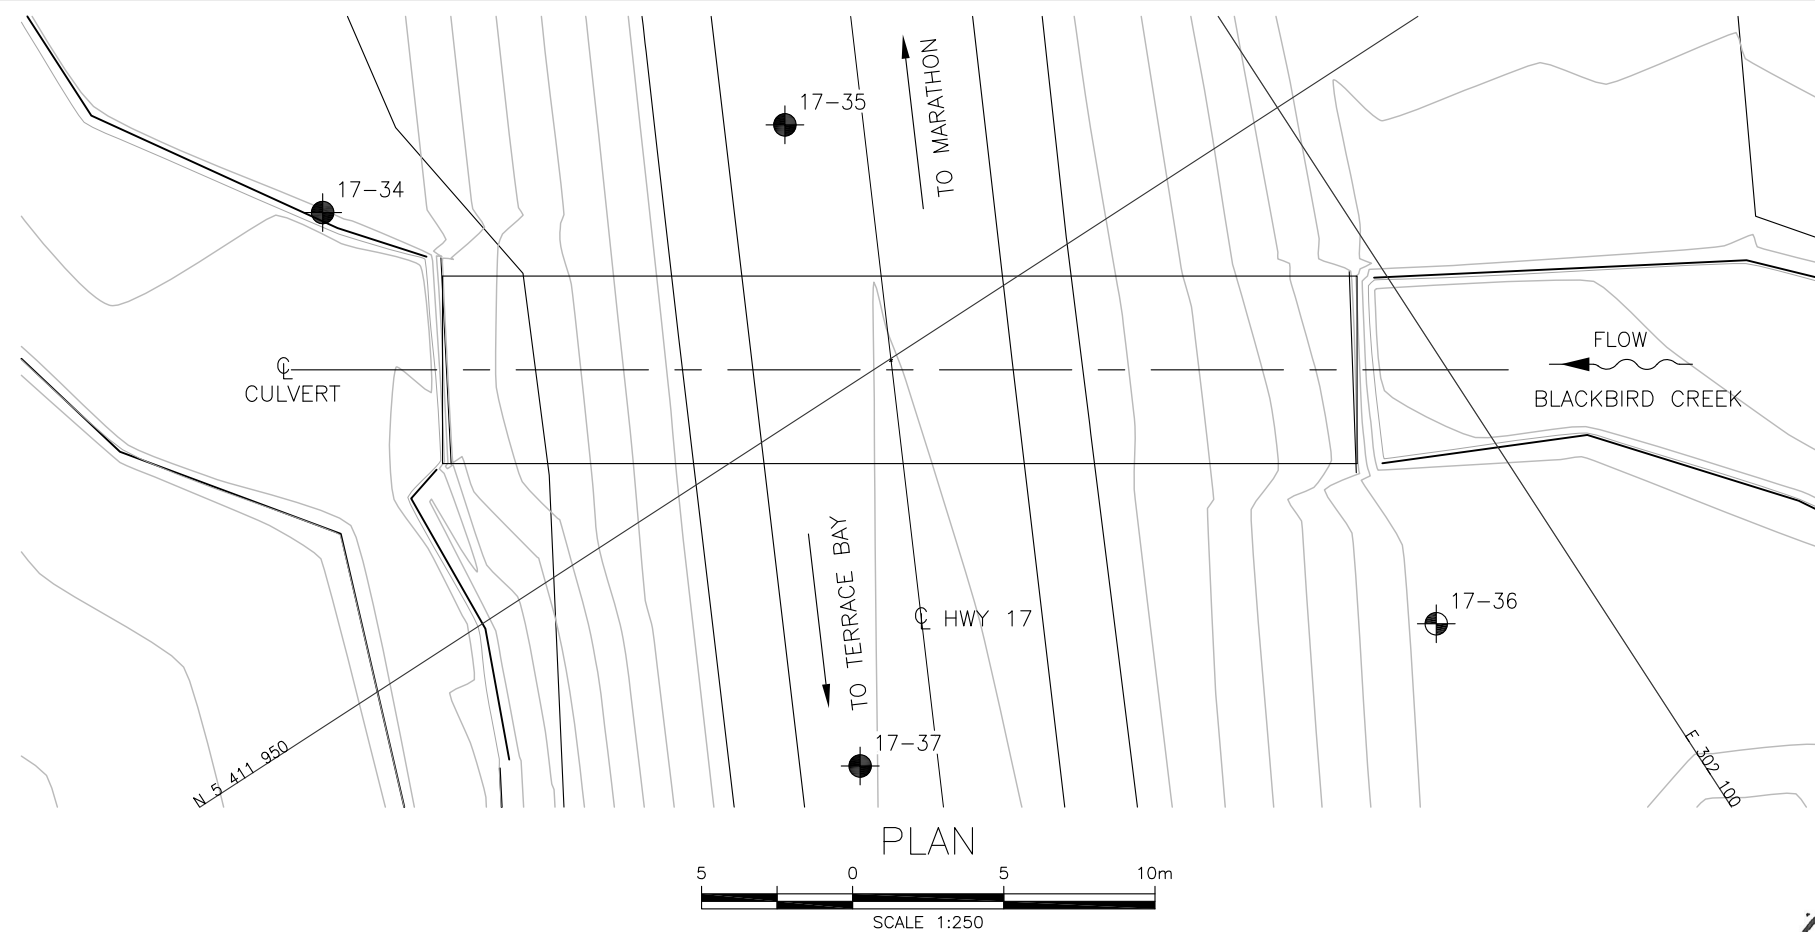 17-35
TO MARATHON
17-34
FLOW
℄
CULVERT
BLACKBIRD CREEK
TO TERRACE BAY
17-36
℄ HWY 17
17-37
N 5 411 950
E 302 100
PLAN
5 0 5 10m
SCALE 1:250